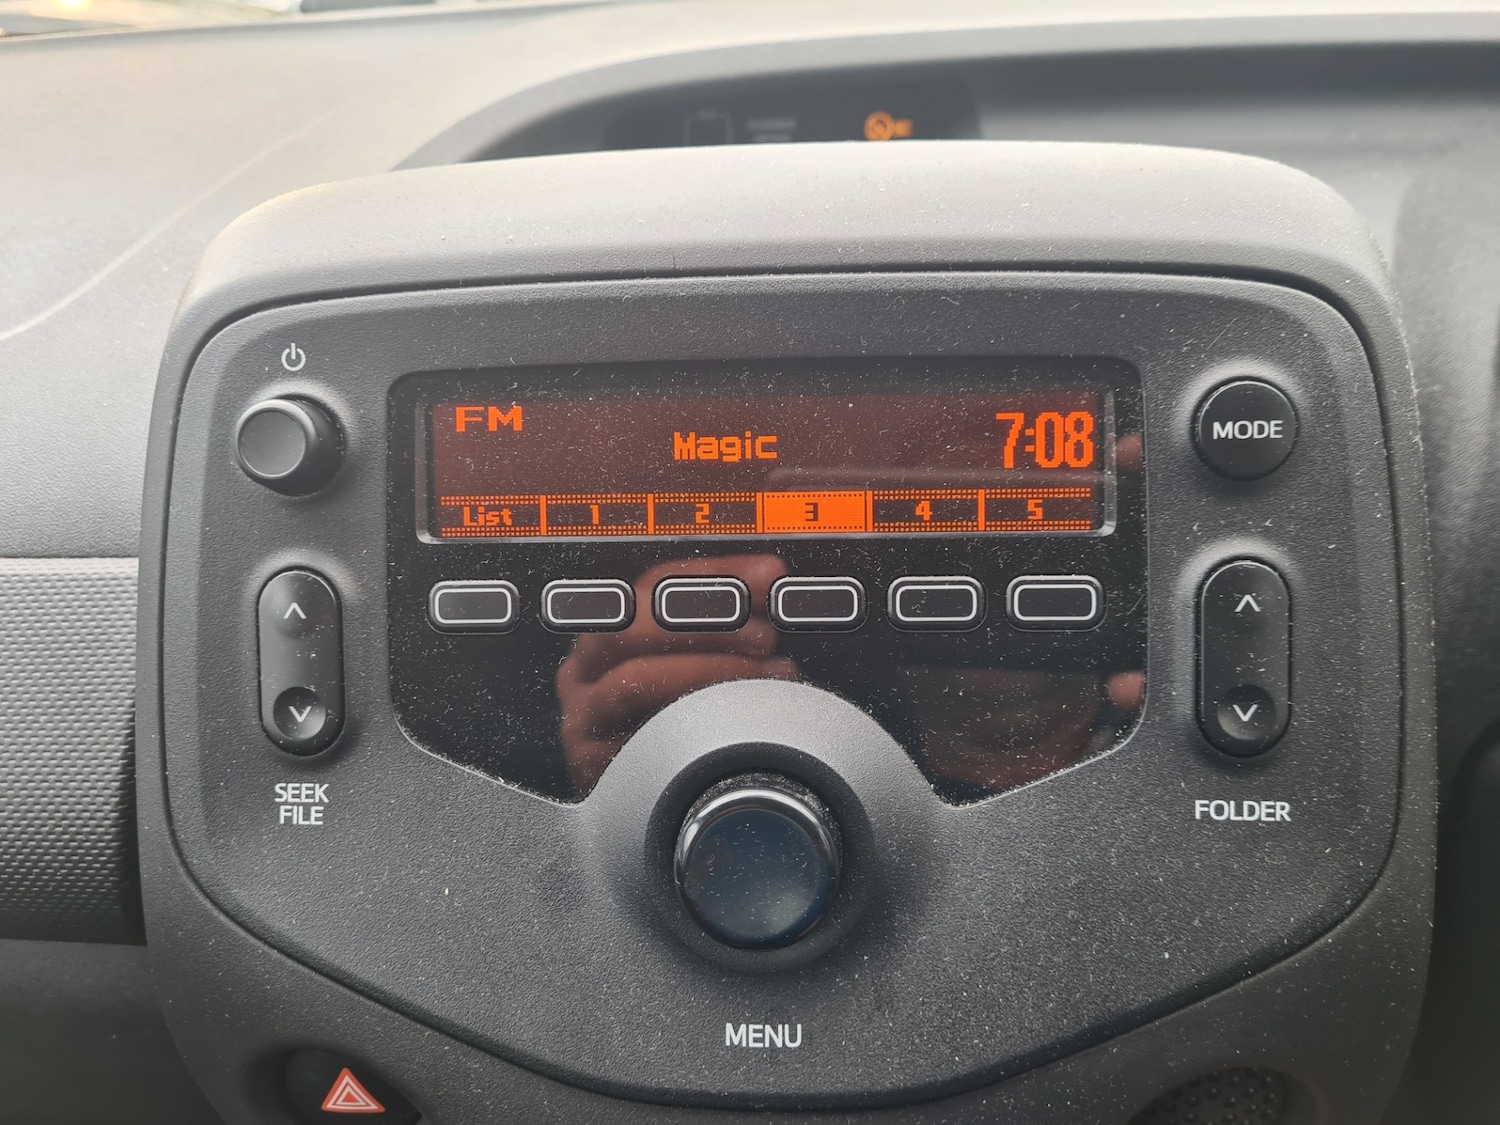 FM
Magic
7:08
List 1 2 3 4 5
MODE
SEEK
FILE
FOLDER
MENU